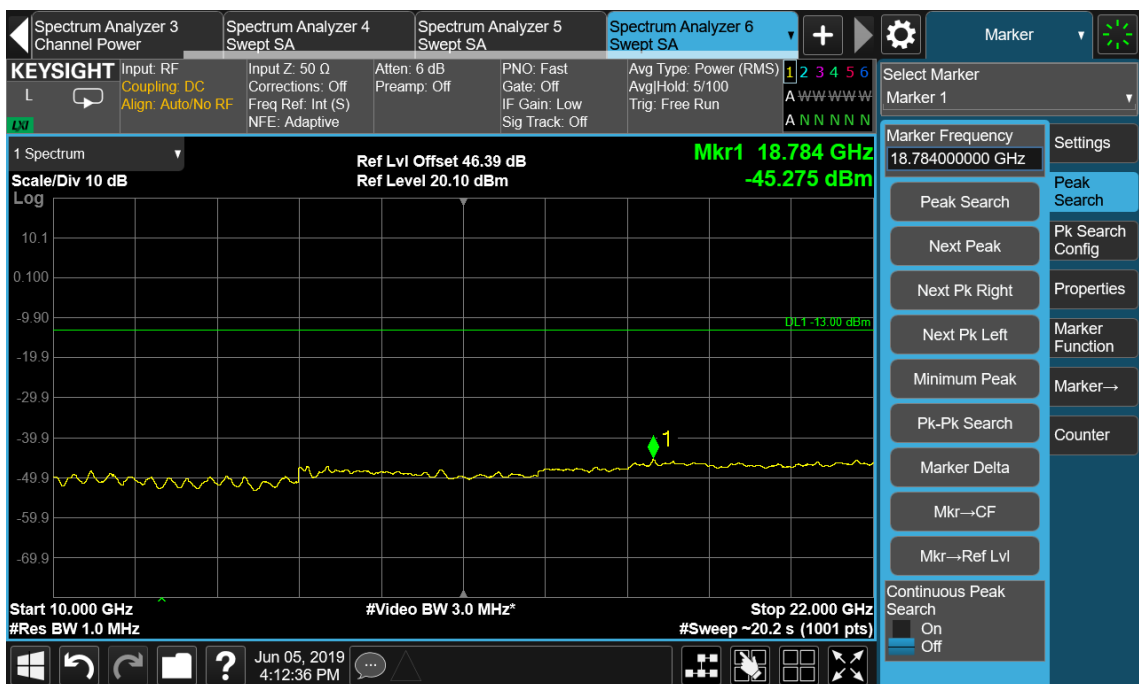 Spectrum Analyzer 3
Channel Power
Spectrum Analyzer 4
Swept SA
Spectrum Analyzer 5
Swept SA
Spectrum Analyzer 6
Swept SA
▼
+
Marker
▼
KEYSIGHT
L
LXI
Input: RF
Coupling: DC
Align: Auto/No RF
Input Z: 50 Ω
Corrections: Off
Freq Ref: Int (S)
NFE: Adaptive
Atten: 6 dB
Preamp: Off
PNO: Fast
Gate: Off
IF Gain: Low
Sig Track: Off
Avg Type: Power (RMS)
Avg|Hold: 5/100
Trig: Free Run
1 2 3 4 5 6
A W W W W W
A N N N N N
Select Marker
Marker 1
▼
1 Spectrum
▼
Scale/Div 10 dB
Log
Ref Lvl Offset 46.39 dB
Ref Level 20.10 dBm
Mkr1 18.784 GHz
-45.275 dBm
10.1
0.100
-9.90
-19.9
-29.9
-39.9
-49.9
-59.9
-69.9
DL1 -13.00 dBm
1
Start 10.000 GHz
#Res BW 1.0 MHz
#Video BW 3.0 MHz*
Stop 22.000 GHz
#Sweep ~20.2 s (1001 pts)
Marker Frequency
18.784000000 GHz
Peak Search
Next Peak
Next Pk Right
Next Pk Left
Minimum Peak
Pk-Pk Search
Marker Delta
Mkr→CF
Mkr→Ref Lvl
Continuous Peak
Search
On
Off
Settings
Peak
Search
Pk Search
Config
Properties
Marker
Function
Marker→
Counter
?
Jun 05, 2019
4:12:36 PM